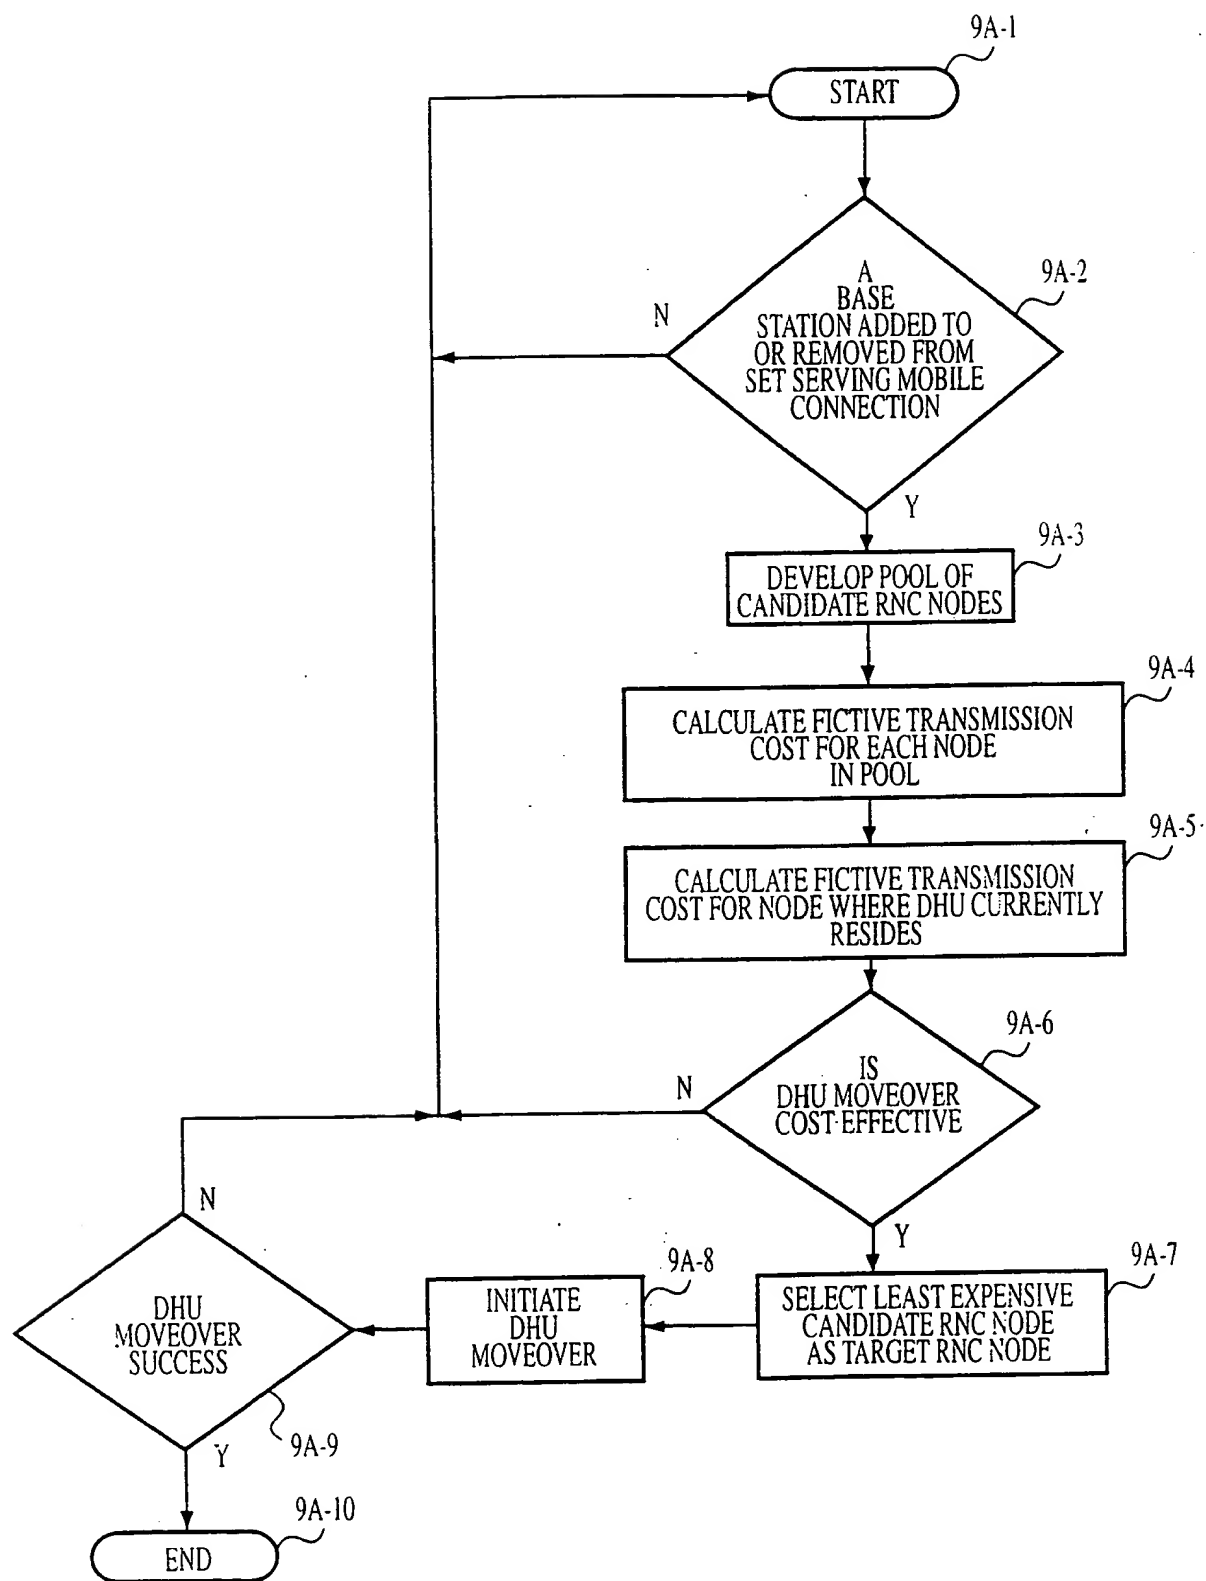 9A-1
START
9A-2
A
BASE
STATION ADDED TO
OR REMOVED FROM
SET SERVING MOBILE
CONNECTION
N
Y
9A-3
DEVELOP POOL OF
CANDIDATE RNC NODES
9A-4
CALCULATE FICTIVE TRANSMISSION
COST FOR EACH NODE
IN POOL
9A-5
CALCULATE FICTIVE TRANSMISSION
COST FOR NODE WHERE DHU CURRENTLY
RESIDES
9A-6
IS
DHU MOVEOVER
COST-EFFECTIVE
N
Y
9A-7
SELECT LEAST EXPENSIVE
CANDIDATE RNC NODE
AS TARGET RNC NODE
9A-8
INITIATE
DHU
MOVEOVER
N
DHU
MOVEOVER
SUCCESS
9A-9
Y
9A-10
END